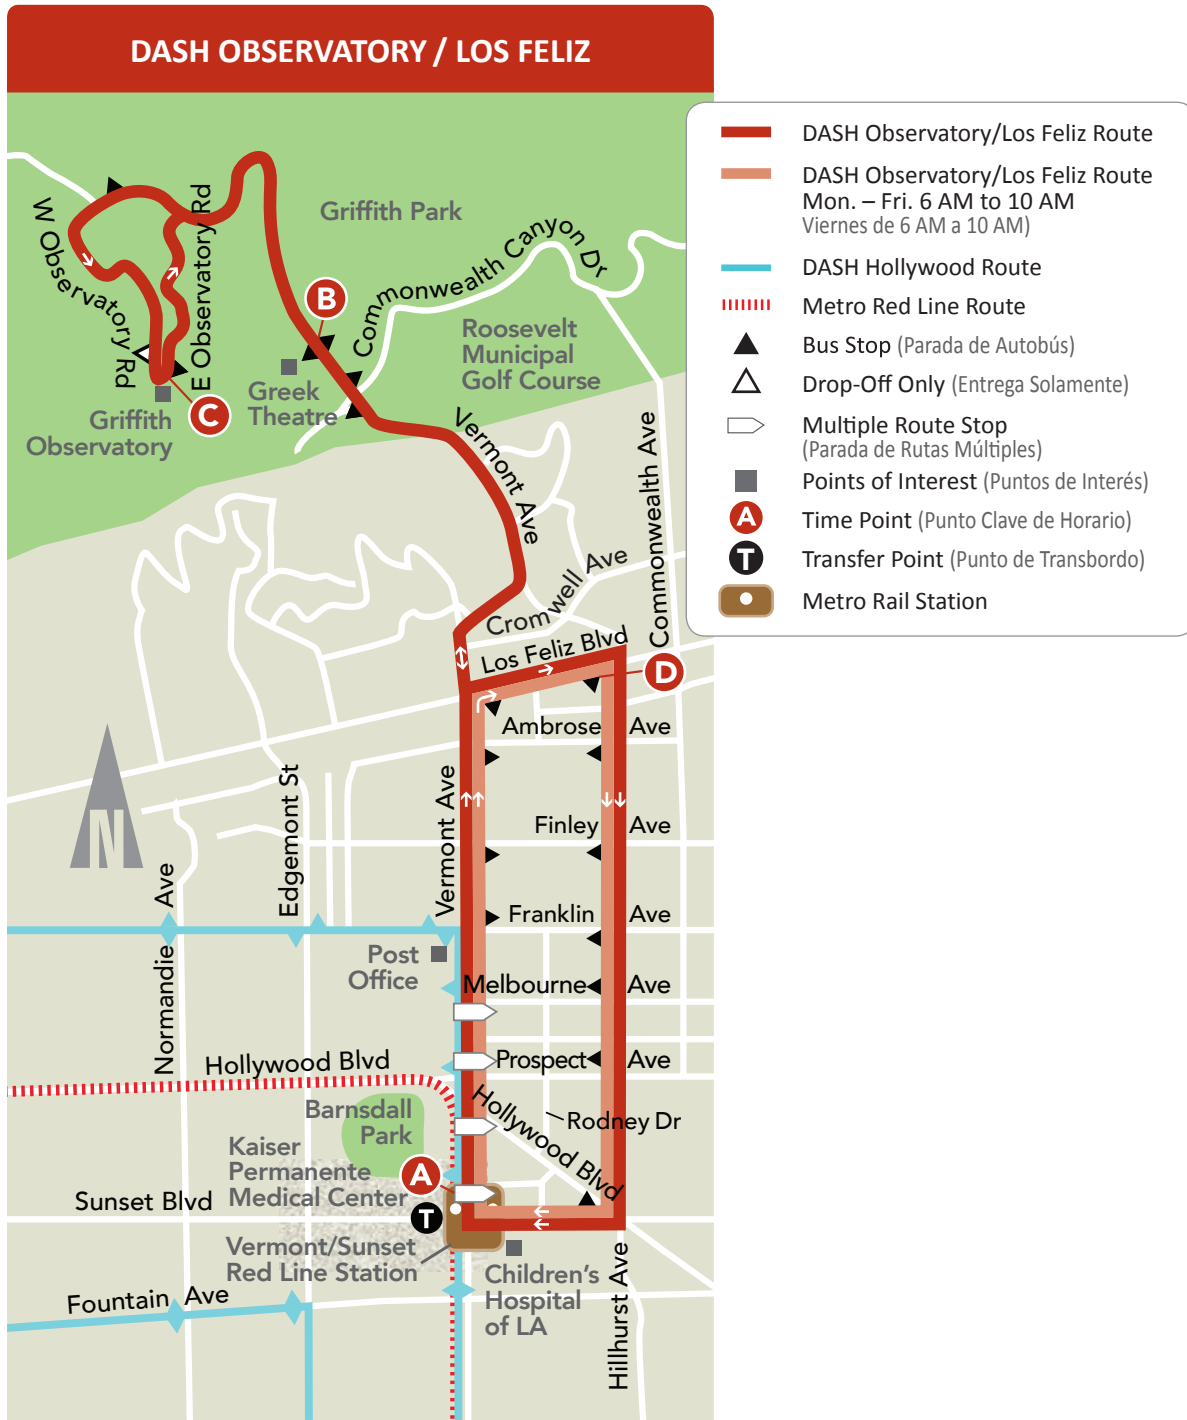 DASH OBSERVATORY / LOS FELIZ
DASH Observatory/Los Feliz Route
DASH Observatory/Los Feliz Route
Mon. – Fri. 6 AM to 10 AM
Viernes de 6 AM a 10 AM)
DASH Hollywood Route
Metro Red Line Route
Bus Stop (Parada de Autobús)
Drop-Off Only (Entrega Solamente)
Multiple Route Stop
(Parada de Rutas Múltiples)
Points of Interest (Puntos de Interés)
A Time Point (Punto Clave de Horario)
T Transfer Point (Punto de Transbordo)
Metro Rail Station
W Observatory Rd
E Observatory Rd
Griffith Park
Commonwealth Canyon Dr
B
Roosevelt
Municipal
Golf Course
Greek
Theatre
C
Griffith
Observatory
Vermont Ave
Commonwealth Ave
Cromwell Ave
Los Feliz Blvd
D
Ambrose Ave
N
Edgemont St
Vermont Ave
Finley Ave
Normandie Ave
Franklin Ave
Post
Office
Melbourne Ave
Hollywood Blvd
Prospect Ave
Hollywood Blvd
Rodney Dr
Barnsdall
Park
Kaiser
Permanente
Medical Center
A
Sunset Blvd
T
Vermont/Sunset
Red Line Station
Children's
Hospital
of LA
Hillhurst Ave
Fountain Ave